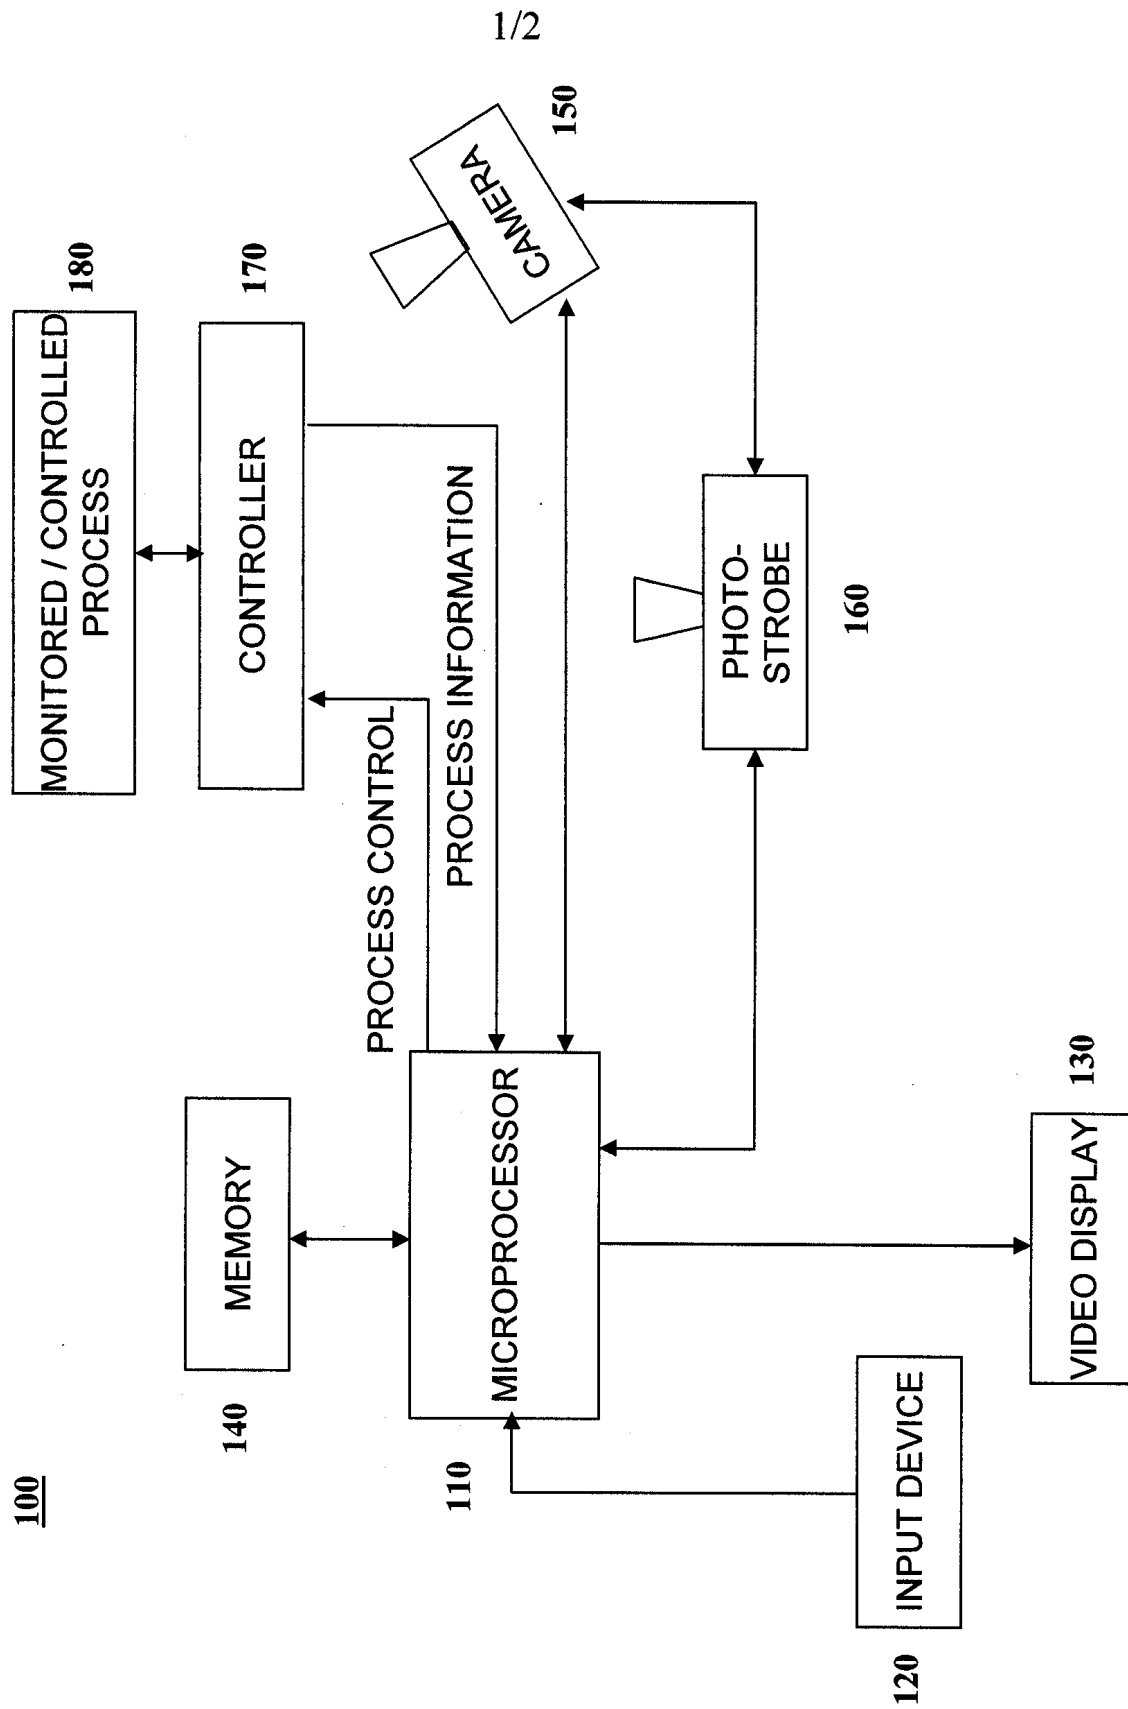 1/2
100
140
MEMORY
180
MONITORED / CONTROLLED
PROCESS
170
CONTROLLER
PROCESS CONTROL
PROCESS INFORMATION
110
MICROPROCESSOR
CAMERA
150
PHOTO-
STROBE
160
120
INPUT DEVICE
VIDEO DISPLAY
130